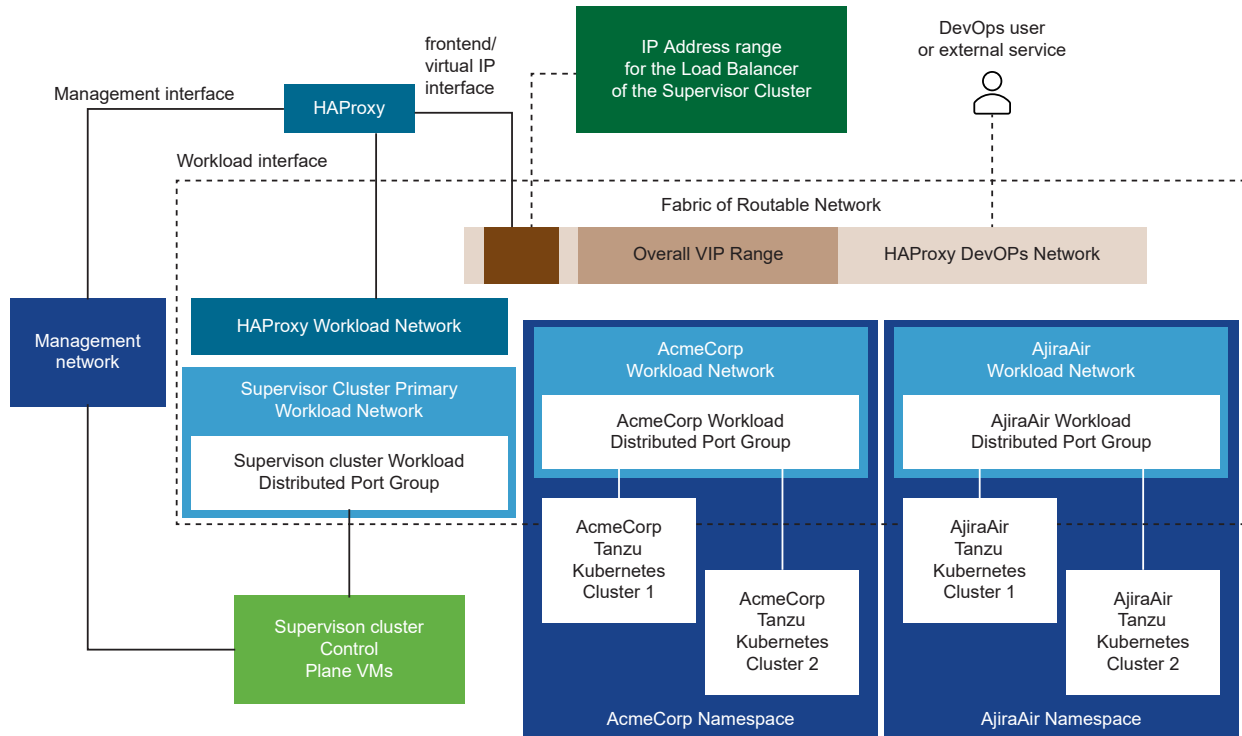 IP Address range
for the Load Balancer
of the Supervisor Cluster
DevOps user
or external service
frontend/
virtual IP
interface
Management interface
HAProxy
Workload interface
Fabric of Routable Network
Overall VIP Range
HAProxy DevOPs Network
Management
network
HAProxy Workload Network
Supervisor Cluster Primary
Workload Network
Supervison cluster Workload
Distributed Port Group
AcmeCorp
Workload Network
AcmeCorp Workload
Distributed Port Group
AjiraAir
Workload Network
AjiraAir Workload
Distributed Port Group
AcmeCorp
Tanzu
Kubernetes
Cluster 1
AcmeCorp
Tanzu
Kubernetes
Cluster 2
AjiraAir
Tanzu
Kubernetes
Cluster 1
AjiraAir
Tanzu
Kubernetes
Cluster 2
Supervison cluster
Control
Plane VMs
AcmeCorp Namespace
AjiraAir Namespace